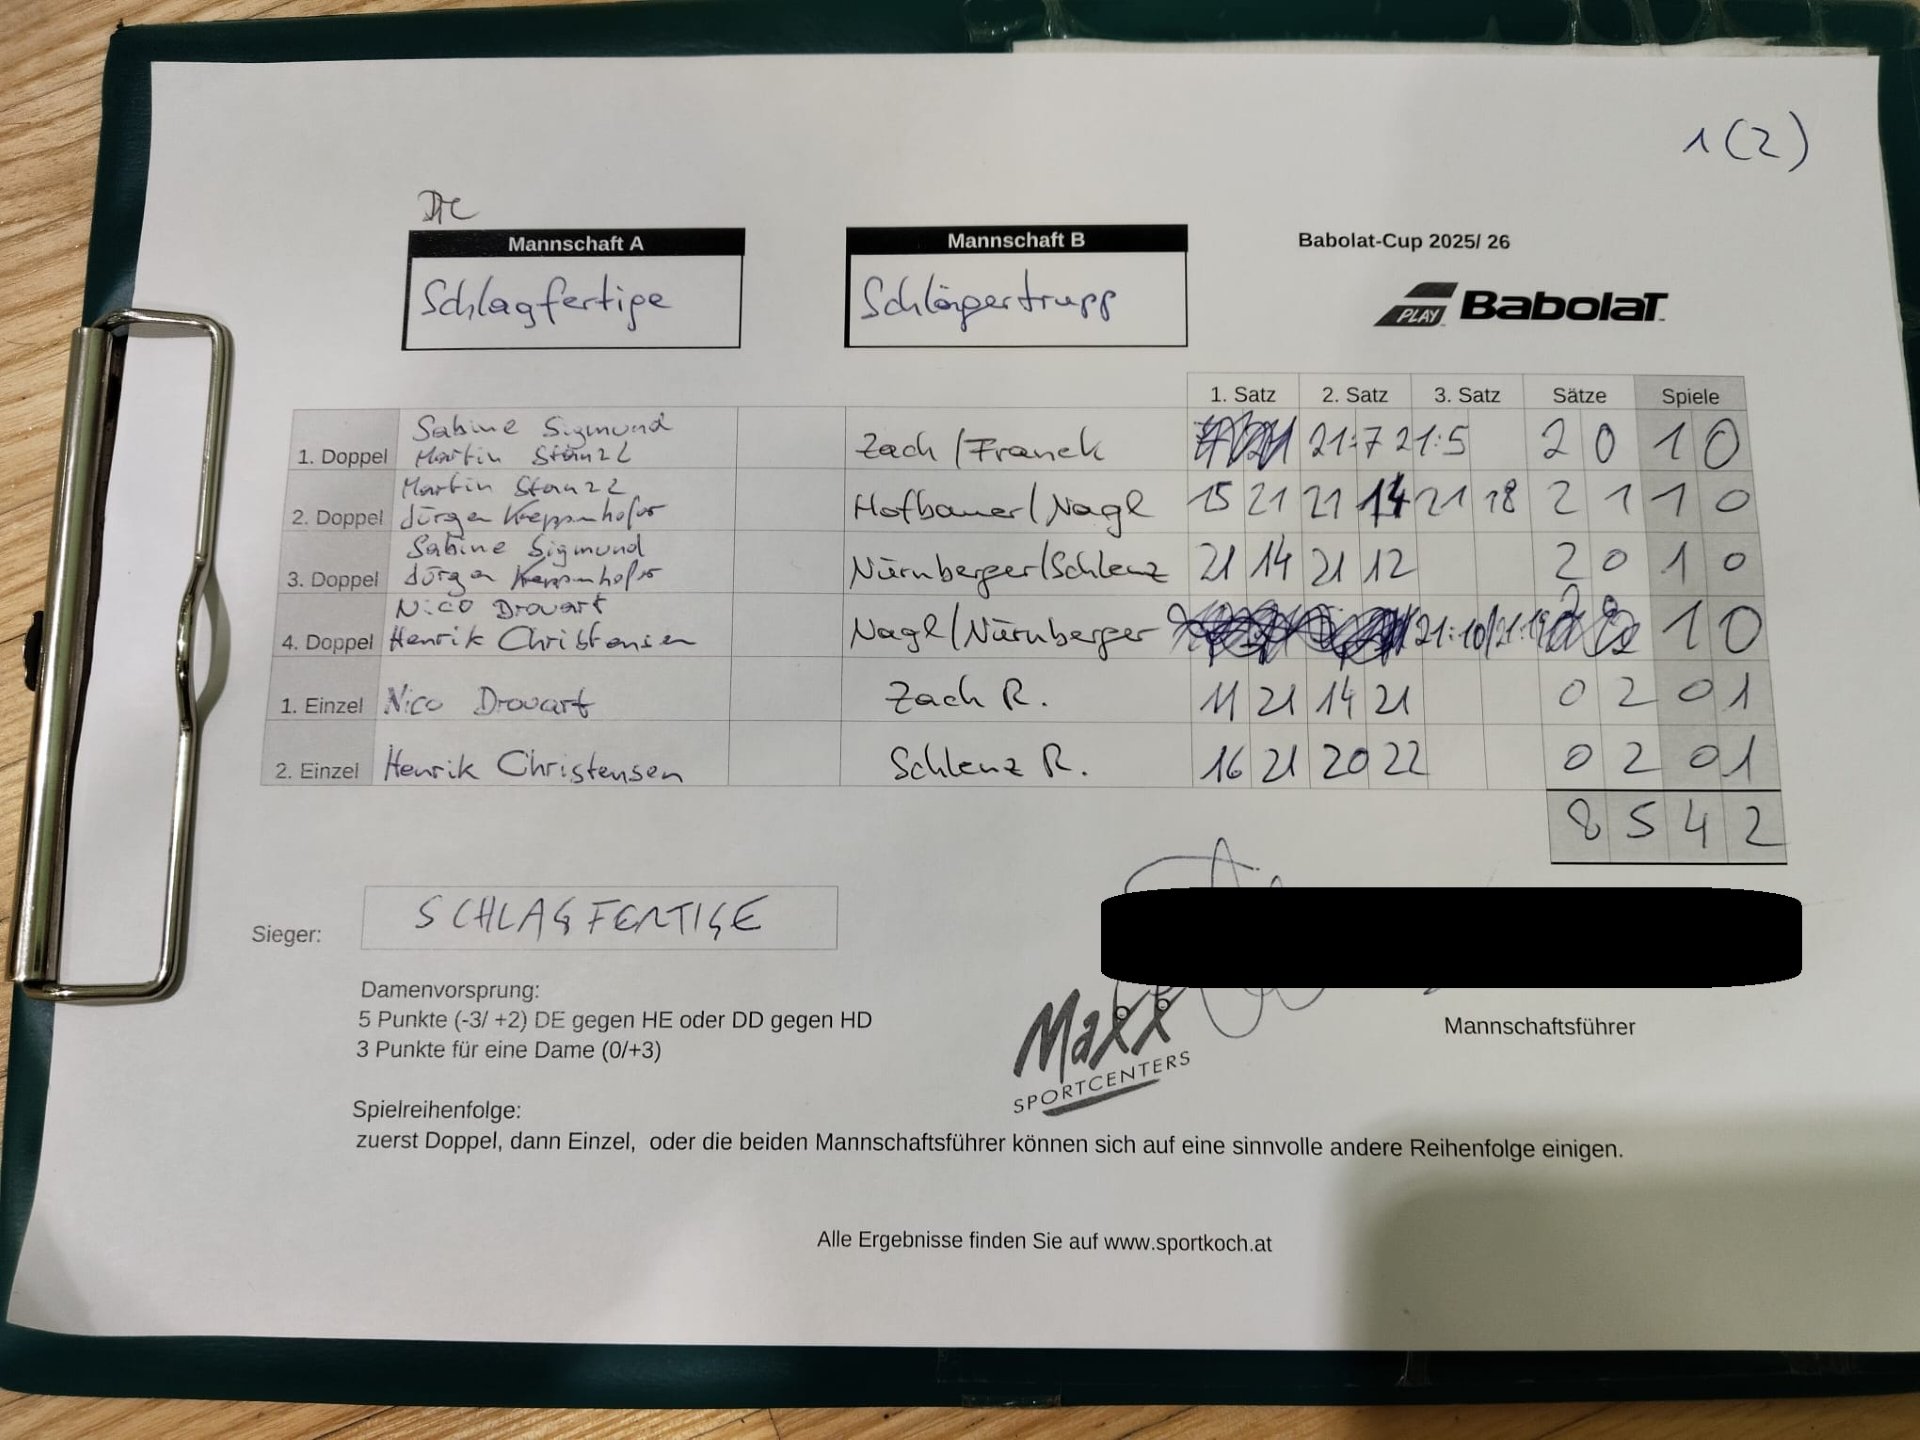 1 (2)
Die
Mannschaft A
Mannschaft B
Babolat-Cup 2025/ 26
Schlagfertige
Schlägertrupp
PLAY BabolaT
1. Satz 2. Satz 3. Satz Sätze Spiele
Sabine Sigmund
1. Doppel Martin Stanzl Zach / Franek 21:7 21:5 2 0 1 0
Martin Stanzl
2. Doppel Jürgen Kreppenhofer Hofbauer / Nagl 15 21 21 14 21 18 2 1 1 0
Sabine Sigmund
3. Doppel Jürgen Kreppenhofer Nürnberger/Schlenz 21 14 21 12 2 0 1 0
Nico Drouart
4. Doppel Henrik Christensen Nagl/Nürnberger 21:10/ 2 1 0
1. Einzel Nico Drouart Zach R. 11 21 14 21 0 2 0 1
2. Einzel Henrik Christensen Schlenz R. 16 21 20 22 0 2 0 1
8 5 4 2
Sieger: SCHLAGFERTIGE
Damenvorsprung:
5 Punkte (-3/ +2) DE gegen HE oder DD gegen HD
3 Punkte für eine Dame (0/+3)
Maxx
SPORTCENTERS
Mannschaftsführer
Spielreihenfolge:
zuerst Doppel, dann Einzel, oder die beiden Mannschaftsführer können sich auf eine sinnvolle andere Reihenfolge einigen.
Alle Ergebnisse finden Sie auf www.sportkoch.at